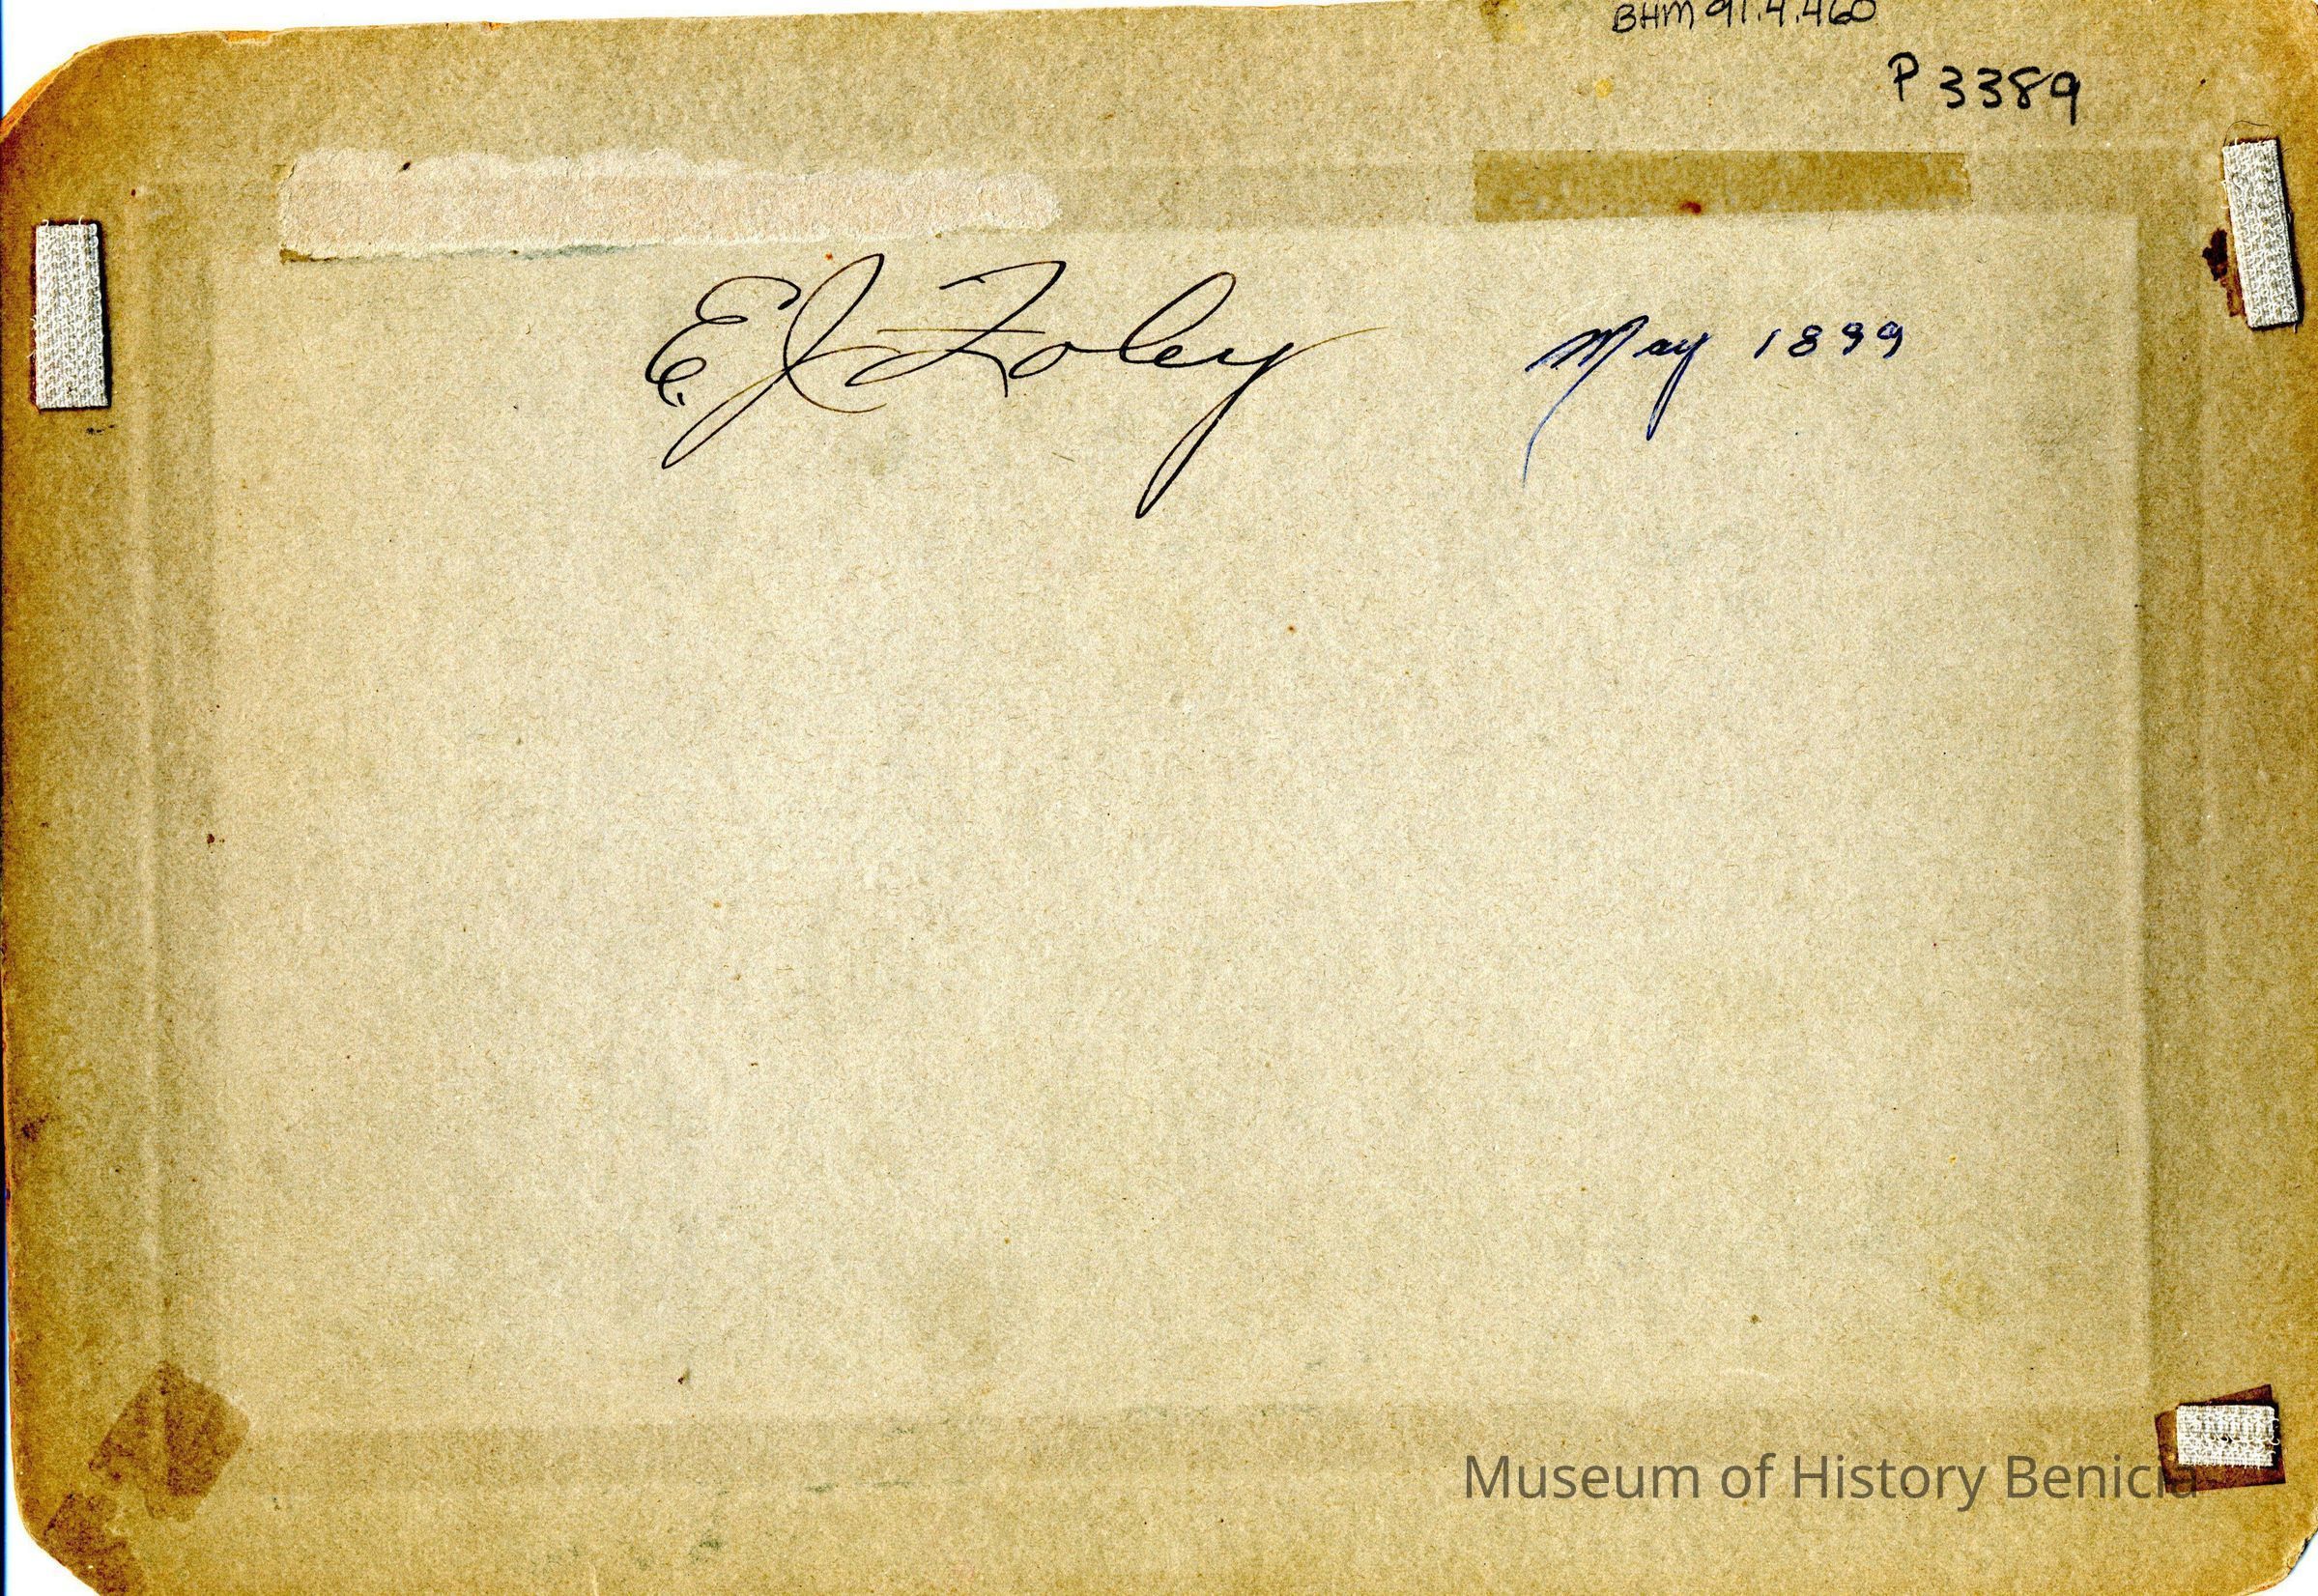 BHM 91.4.460
P 3389
E J Foley
May 1899
Museum of History Benicia